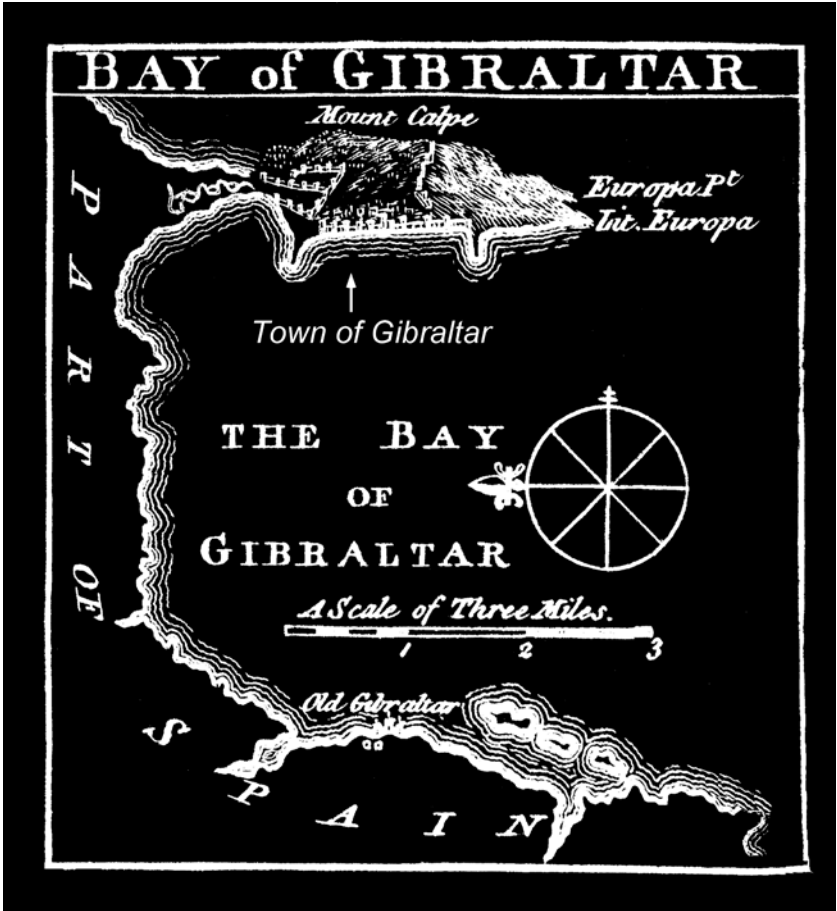 BAY of GIBRALTAR
Mount Calpe
Europa Pt
Lit. Europa
Town of Gibraltar
PART OF SPAIN
THE BAY
OF
GIBRALTAR
A Scale of Three Miles.
1 2 3
Old Gibraltar